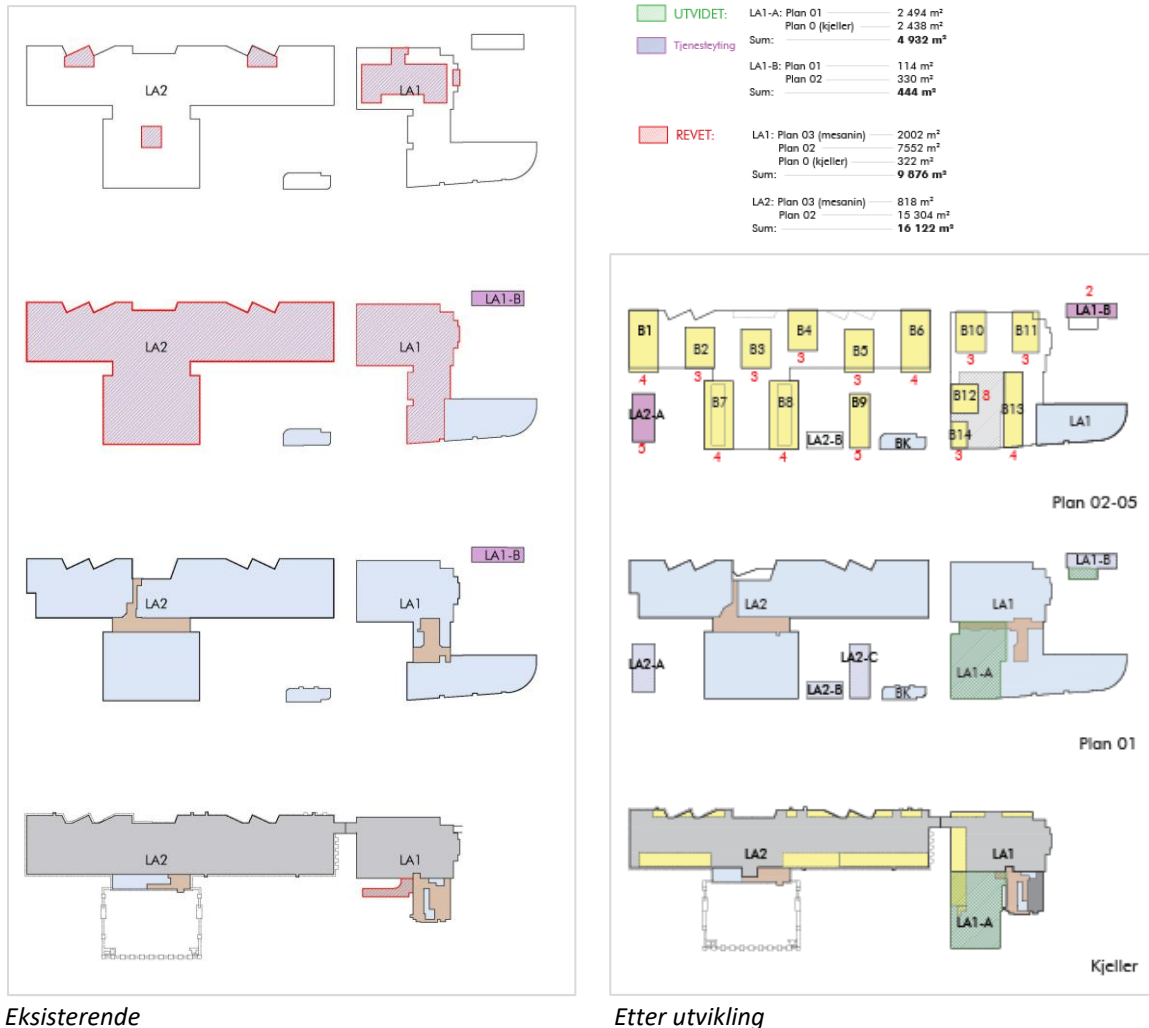 LA2
LA1
LA2
LA1
LA1-B
LA2
LA1
LA1-B
LA2
LA1
Eksisterende
UTVIDET: LA1-A: Plan 01 2 494 m²
Plan 0 (kjeller) 2 438 m²
Tjenesteyting Sum: 4 932 m²
LA1-B: Plan 01 114 m²
Plan 02 330 m²
Sum: 444 m²
REVET: LA1: Plan 03 (mesanin) 2002 m²
Plan 02 7552 m²
Plan 0 (kjeller) 322 m²
Sum: 9 876 m²
LA2: Plan 03 (mesanin) 818 m²
Plan 02 15 304 m²
Sum: 16 122 m²
2
LA1-B
B1 B2 B3 B4 B5 B6 B10 B11
4 3 3 3 3 4 3 3
LA2-A B7 B8 B9 B12 8 B13
LA2-B BK B14 LA1
5 4 4 5 3 4
Plan 02-05
LA1-B
LA2 LA1
LA2-A LA2-C
LA2-B BK LA1-A
Plan 01
LA2 LA1
LA1-A
Kjeller
Etter utvikling